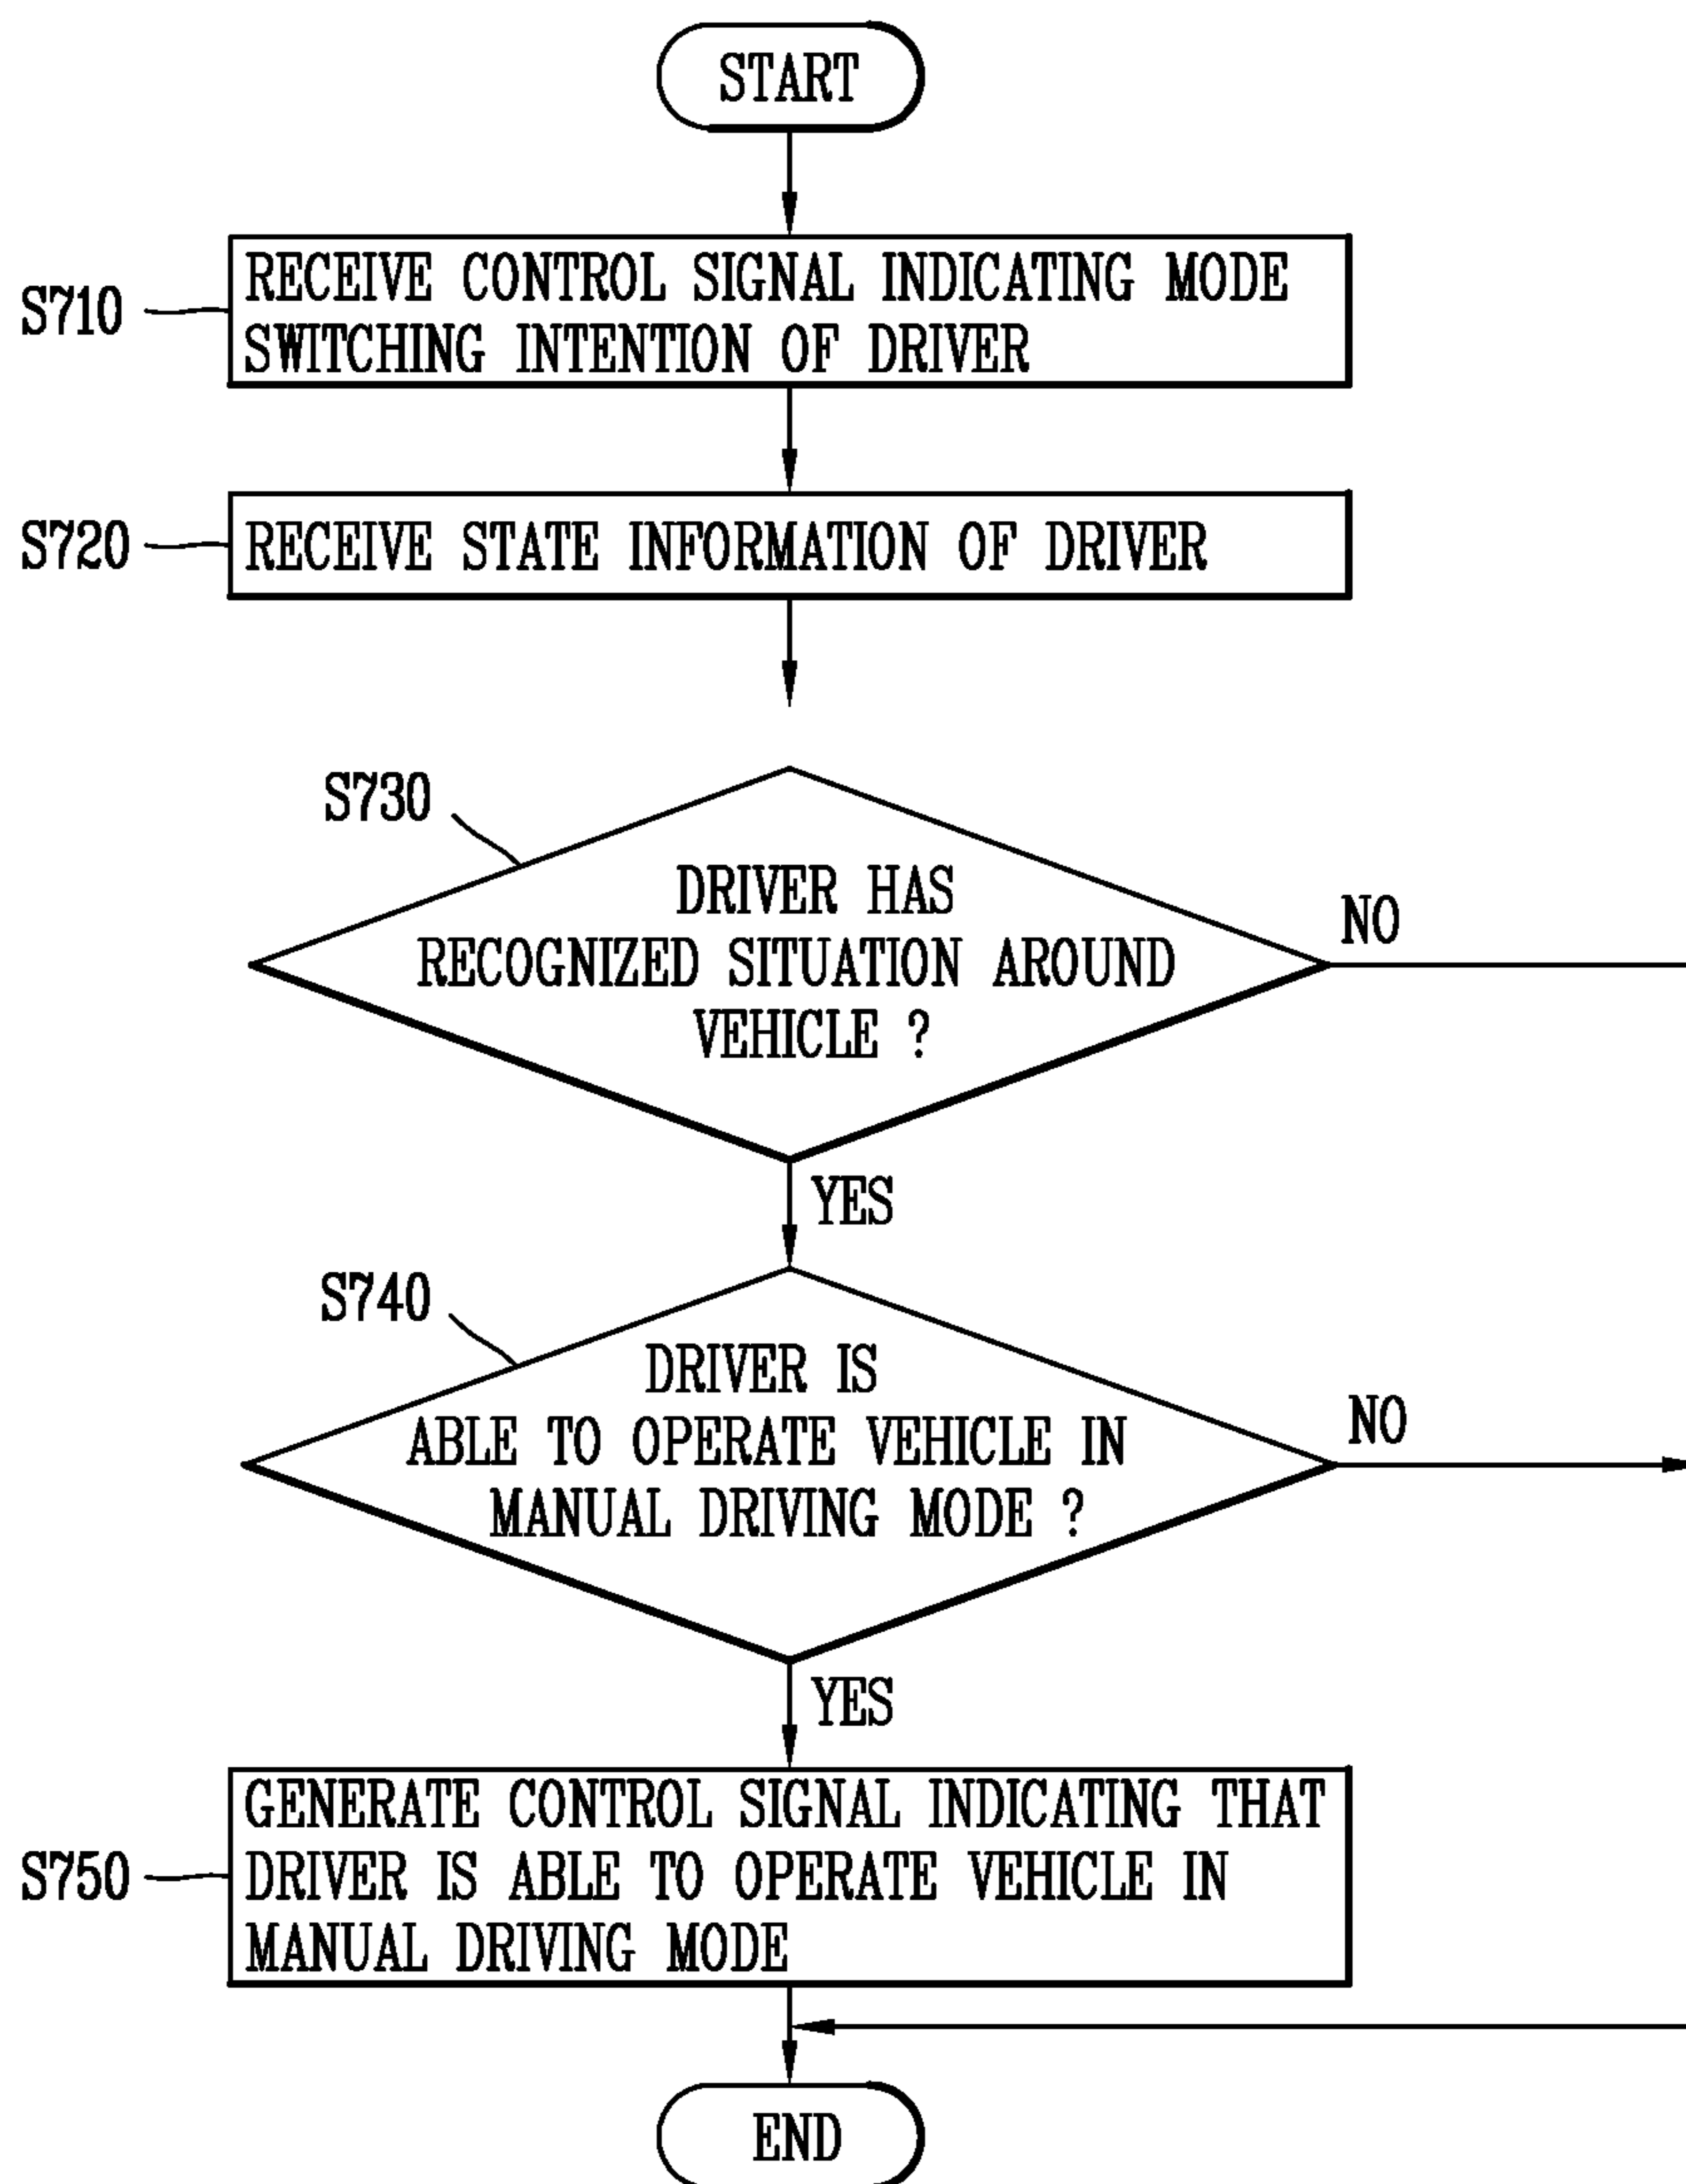 START
S710
RECEIVE CONTROL SIGNAL INDICATING MODE
SWITCHING INTENTION OF DRIVER
S720
RECEIVE STATE INFORMATION OF DRIVER
S730
DRIVER HAS
RECOGNIZED SITUATION AROUND
VEHICLE ?
NO
YES
S740
DRIVER IS
ABLE TO OPERATE VEHICLE IN
MANUAL DRIVING MODE ?
NO
YES
S750
GENERATE CONTROL SIGNAL INDICATING THAT
DRIVER IS ABLE TO OPERATE VEHICLE IN
MANUAL DRIVING MODE
END